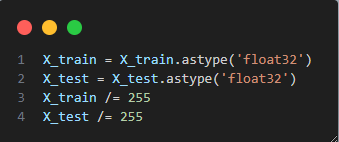 1 X_train = X_train.astype('float32')
2 X_test = X_test.astype('float32')
3 X_train /= 255
4 X_test /= 255